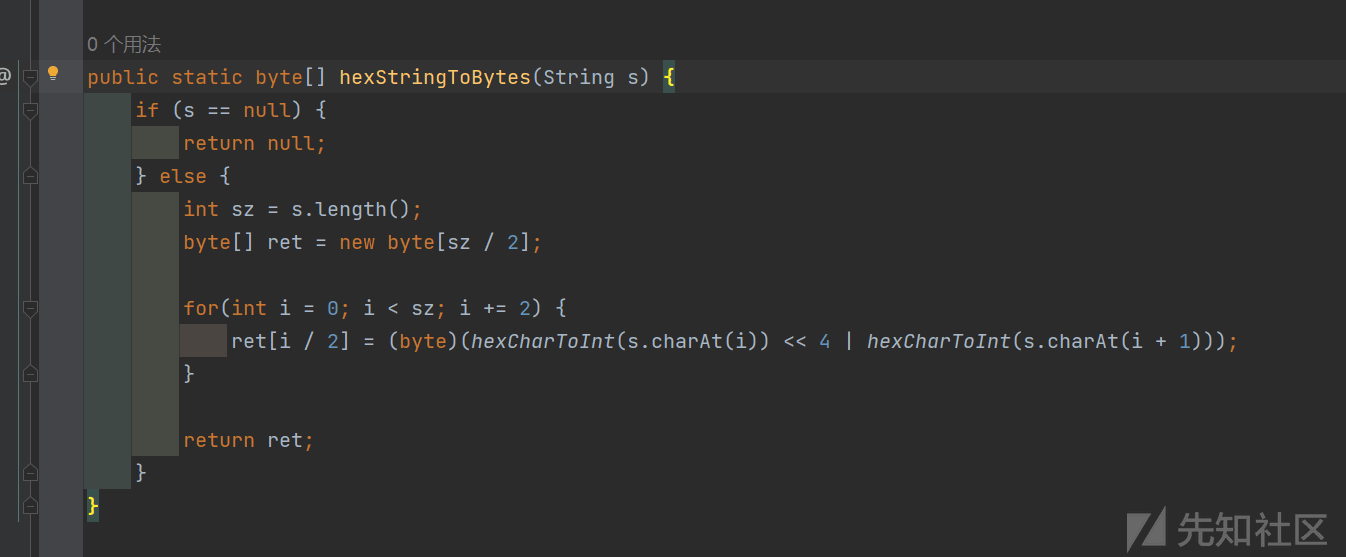 0 个用法
@
public static byte[] hexStringToBytes(String s) {
if (s == null) {
return null;
} else {
int sz = s.length();
byte[] ret = new byte[sz / 2];
for(int i = 0; i < sz; i += 2) {
ret[i / 2] = (byte)(hexCharToInt(s.charAt(i)) << 4 | hexCharToInt(s.charAt(i + 1)));
}
return ret;
}
}
先知社区